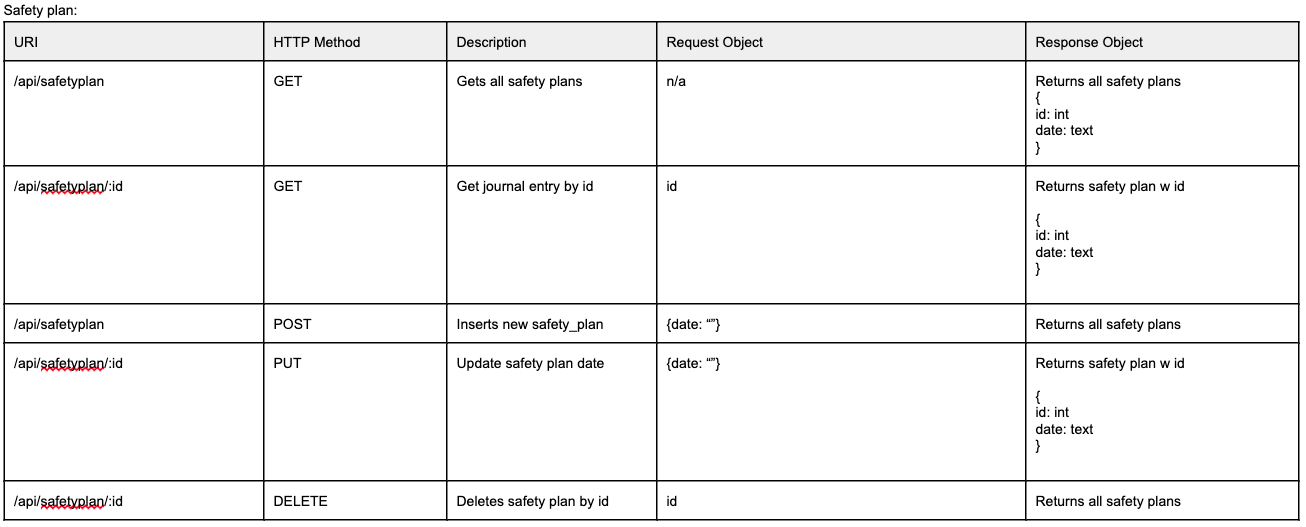 Safety plan:
URI HTTP Method Description Request Object Response Object
/api/safetyplan GET Gets all safety plans n/a Returns all safety plans
{
id: int
date: text
}
/api/safetyplan/:id GET Get journal entry by id id Returns safety plan w id
{
id: int
date: text
}
/api/safetyplan POST Inserts new safety_plan {date: “”} Returns all safety plans
/api/safetyplan/:id PUT Update safety plan date {date: “”} Returns safety plan w id
{
id: int
date: text
}
/api/safetyplan/:id DELETE Deletes safety plan by id id Returns all safety plans